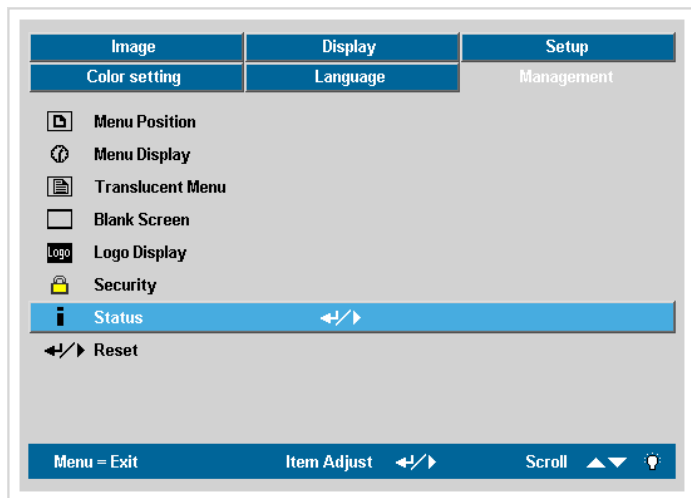 Image Display Setup
Color setting Language Management
Menu Position
Menu Display
Translucent Menu
Blank Screen
Logo Logo Display
Security
i Status
Reset
Menu = Exit Item Adjust Scroll